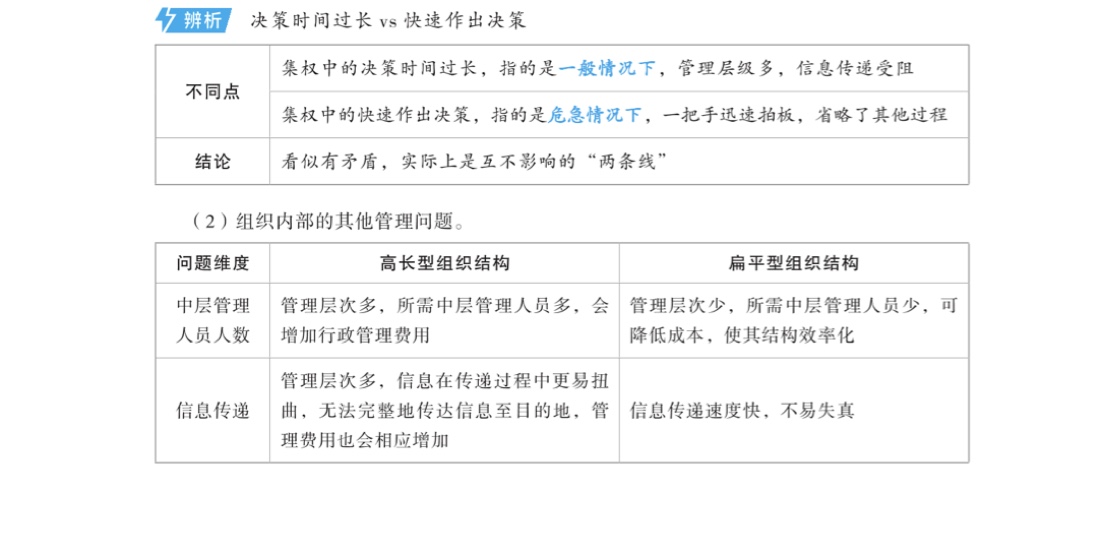 辨析 决策时间过长 vs 快速作出决策
不同点
集权中的决策时间过长，指的是一般情况下，管理层级多，信息传递受阻
集权中的快速作出决策，指的是危急情况下，一把手迅速拍板，省略了其他过程
结论
看似有矛盾，实际上是互不影响的“两条线”
（2）组织内部的其他管理问题。
问题维度
高长型组织结构
扁平型组织结构
中层管理
人员人数
管理层次多，所需中层管理人员多，会
增加行政管理费用
管理层次少，所需中层管理人员少，可
降低成本，使其结构效率化
信息传递
管理层次多，信息在传递过程中更易扭
曲，无法完整地传达信息至目的地，管
理费用也会相应增加
信息传递速度快，不易失真